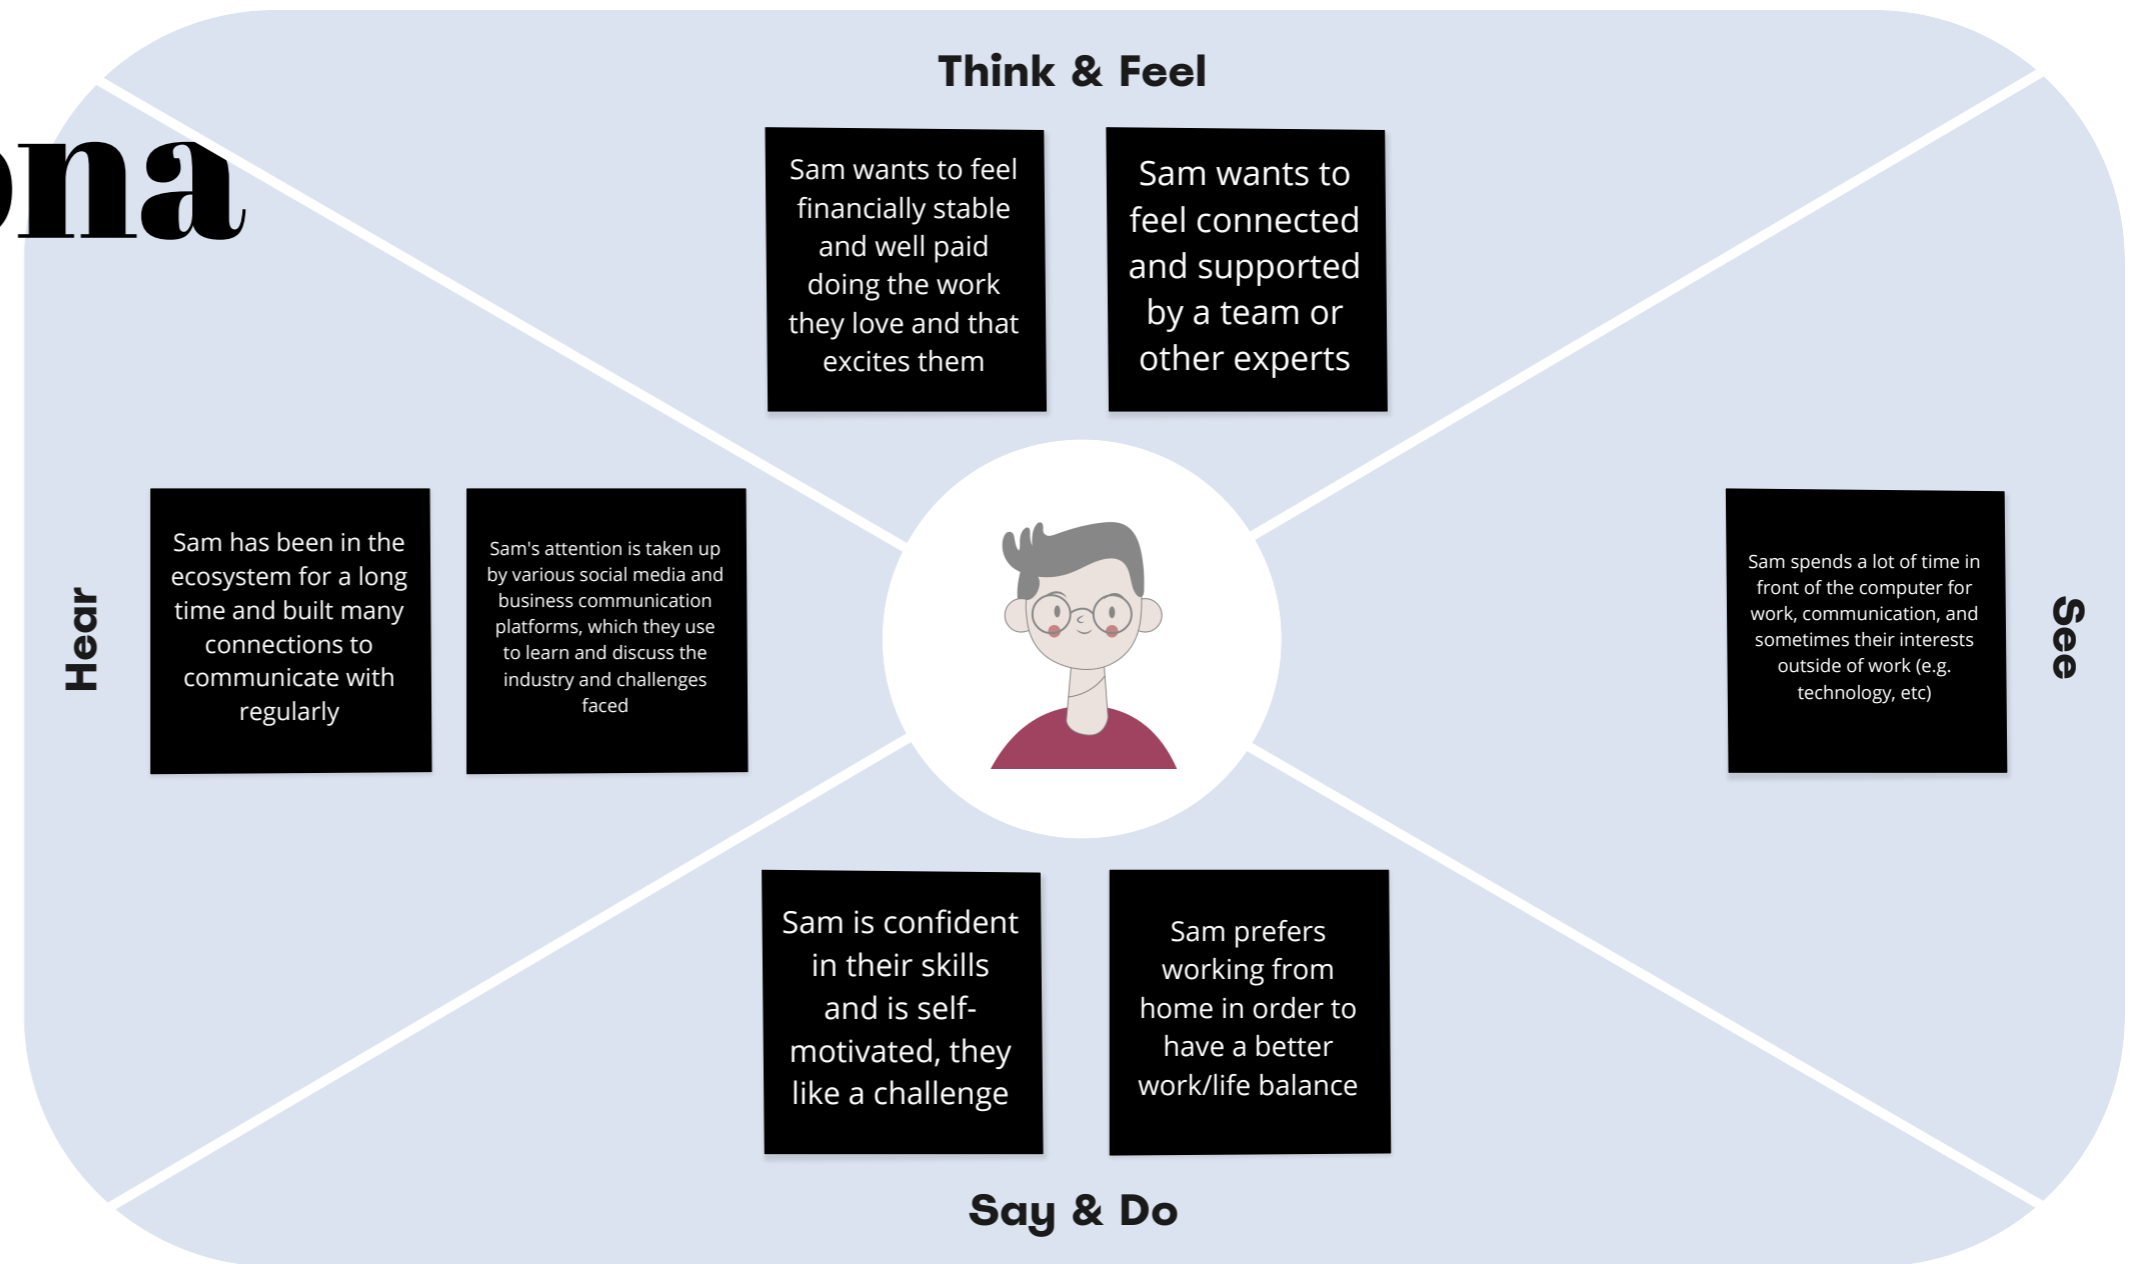 Think & Feel
ona
Sam wants to feel
financially stable
and well paid
doing the work
they love and that
excites them
Sam wants to
feel connected
and supported
by a team or
other experts
Hear
Sam has been in the
ecosystem for a long
time and built many
connections to
communicate with
regularly
Sam's attention is taken up
by various social media and
business communication
platforms, which they use
to learn and discuss the
industry and challenges
faced
Sam spends a lot of time in
front of the computer for
work, communication, and
sometimes their interests
outside of work (e.g.
technology, etc)
See
Sam is confident
in their skills
and is self-
motivated, they
like a challenge
Sam prefers
working from
home in order to
have a better
work/life balance
Say & Do